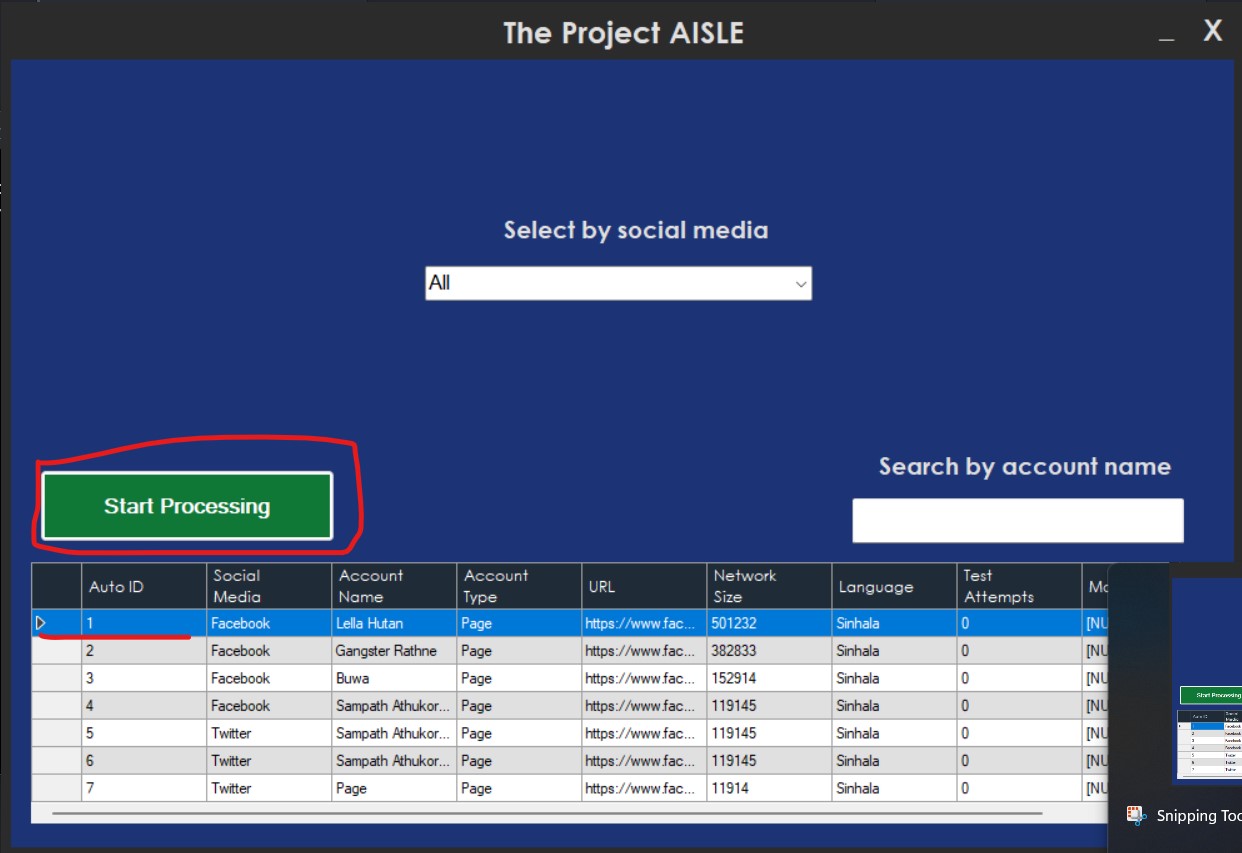 The Project AISLE
_ X
Select by social media
All
Start Processing
Search by account name
Auto ID Social Media Account Name Account Type URL Network Size Language Test Attempts
1 Facebook Lella Hutan Page https://www.fac... 501232 Sinhala 0 [NU
2 Facebook Gangster Rathne Page https://www.fac... 382833 Sinhala 0 [NU
3 Facebook Buwa Page https://www.fac... 152914 Sinhala 0 [NU
4 Facebook Sampath Athukor... Page https://www.fac... 119145 Sinhala 0 [NU
5 Twitter Sampath Athukor... Page https://www.fac... 119145 Sinhala 0 [NU
6 Twitter Sampath Athukor... Page https://www.fac... 119145 Sinhala 0 [NU
7 Twitter Page Page https://www.fac... 11914 Sinhala 0 [NU
Start Processing
Snipping Too